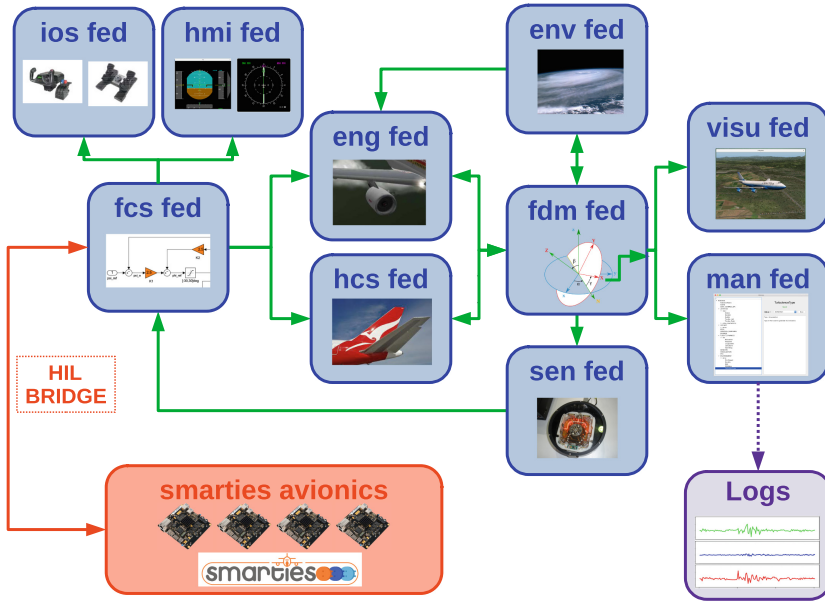 ios fed
hmi fed
env fed
eng fed
visu fed
fcs fed
fdm fed
hcs fed
man fed
HIL
BRIDGE
sen fed
smarties avionics
smarties
Logs